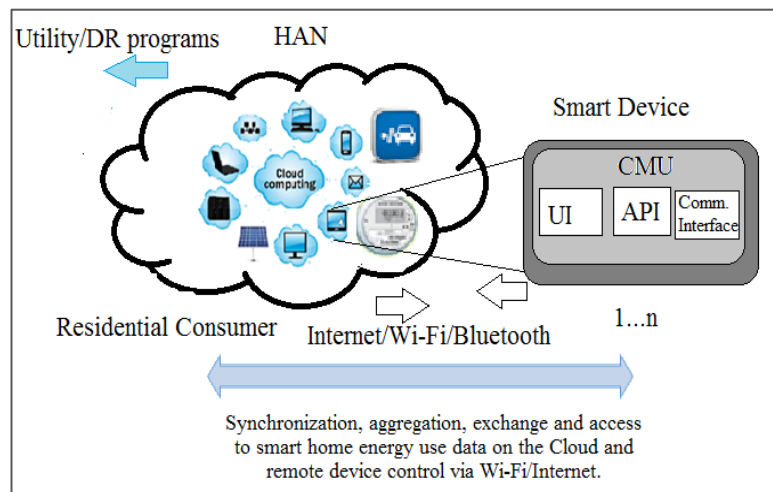 Utility/DR programs
HAN
Smart Device
Cloud
computing
CMU
UI
API
Comm.
Interface
Residential Consumer
Internet/Wi-Fi/Bluetooth
1...n
Synchronization, aggregation, exchange and access
to smart home energy use data on the Cloud and
remote device control via Wi-Fi/Internet.